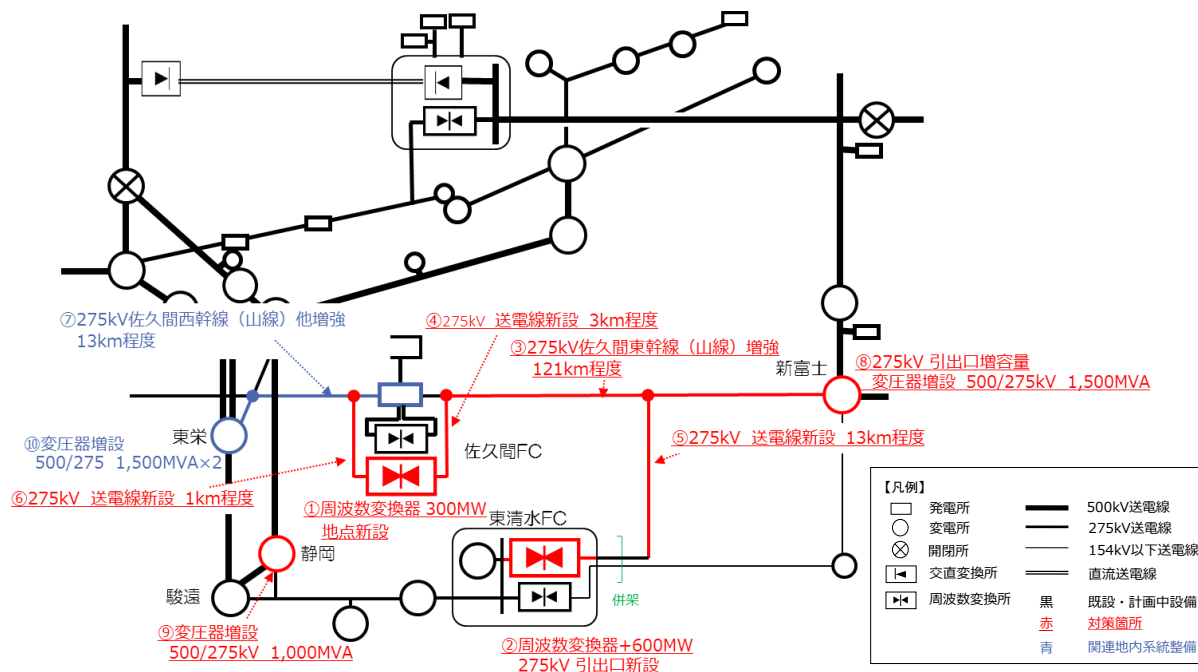 ⑦275kV佐久間西幹線（山線）他増強
13km程度
④275kV 送電線新設 3km程度
③275kV佐久間東幹線（山線）増強
121km程度
新富士
⑧275kV 引出口増容量
変圧器増設 500/275kV 1,500MVA
東栄
⑩変圧器増設
500/275 1,500MVA×2
佐久間FC
⑤275kV 送電線新設 13km程度
⑥275kV 送電線新設 1km程度
①周波数変換器 300MW
地点新設
東清水FC
静岡
駿遠
併架
⑨変圧器増設
500/275kV 1,000MVA
②周波数変換器+600MW
275kV 引出口新設
【凡例】
発電所
変電所
開閉所
交直変換所
周波数変換所
500kV送電線
275kV送電線
154kV以下送電線
直流送電線
黒 既設・計画中設備
赤 対策箇所
青 関連地内系統整備